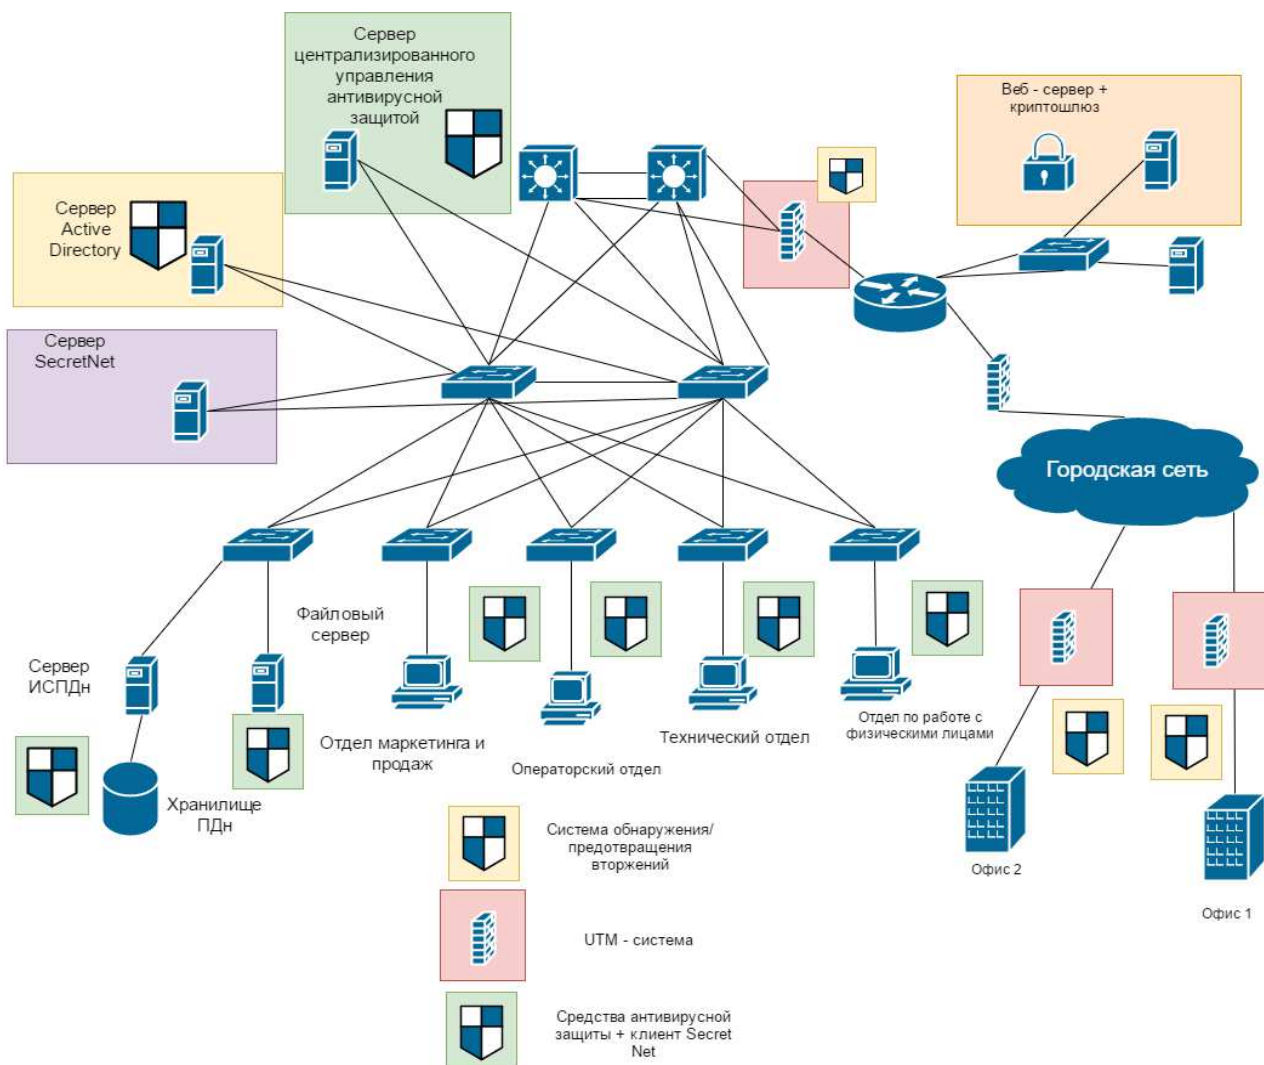 Сервер
централизированного
управления
антивирусной
защитой
Веб - сервер +
криптошлюз
Сервер
Active
Directory
Сервер
SecretNet
Городская сеть
Файловый
сервер
Сервер
ИСПДн
Отдел маркетинга и
продаж
Операторский отдел
Технический отдел
Отдел по работе с
физическими лицами
Хранилище
ПДн
Офис 2
Офис 1
Система обнаружения/
предотвращения
вторжений
UTM - система
Средства антивирусной
защиты + клиент Secret
Net